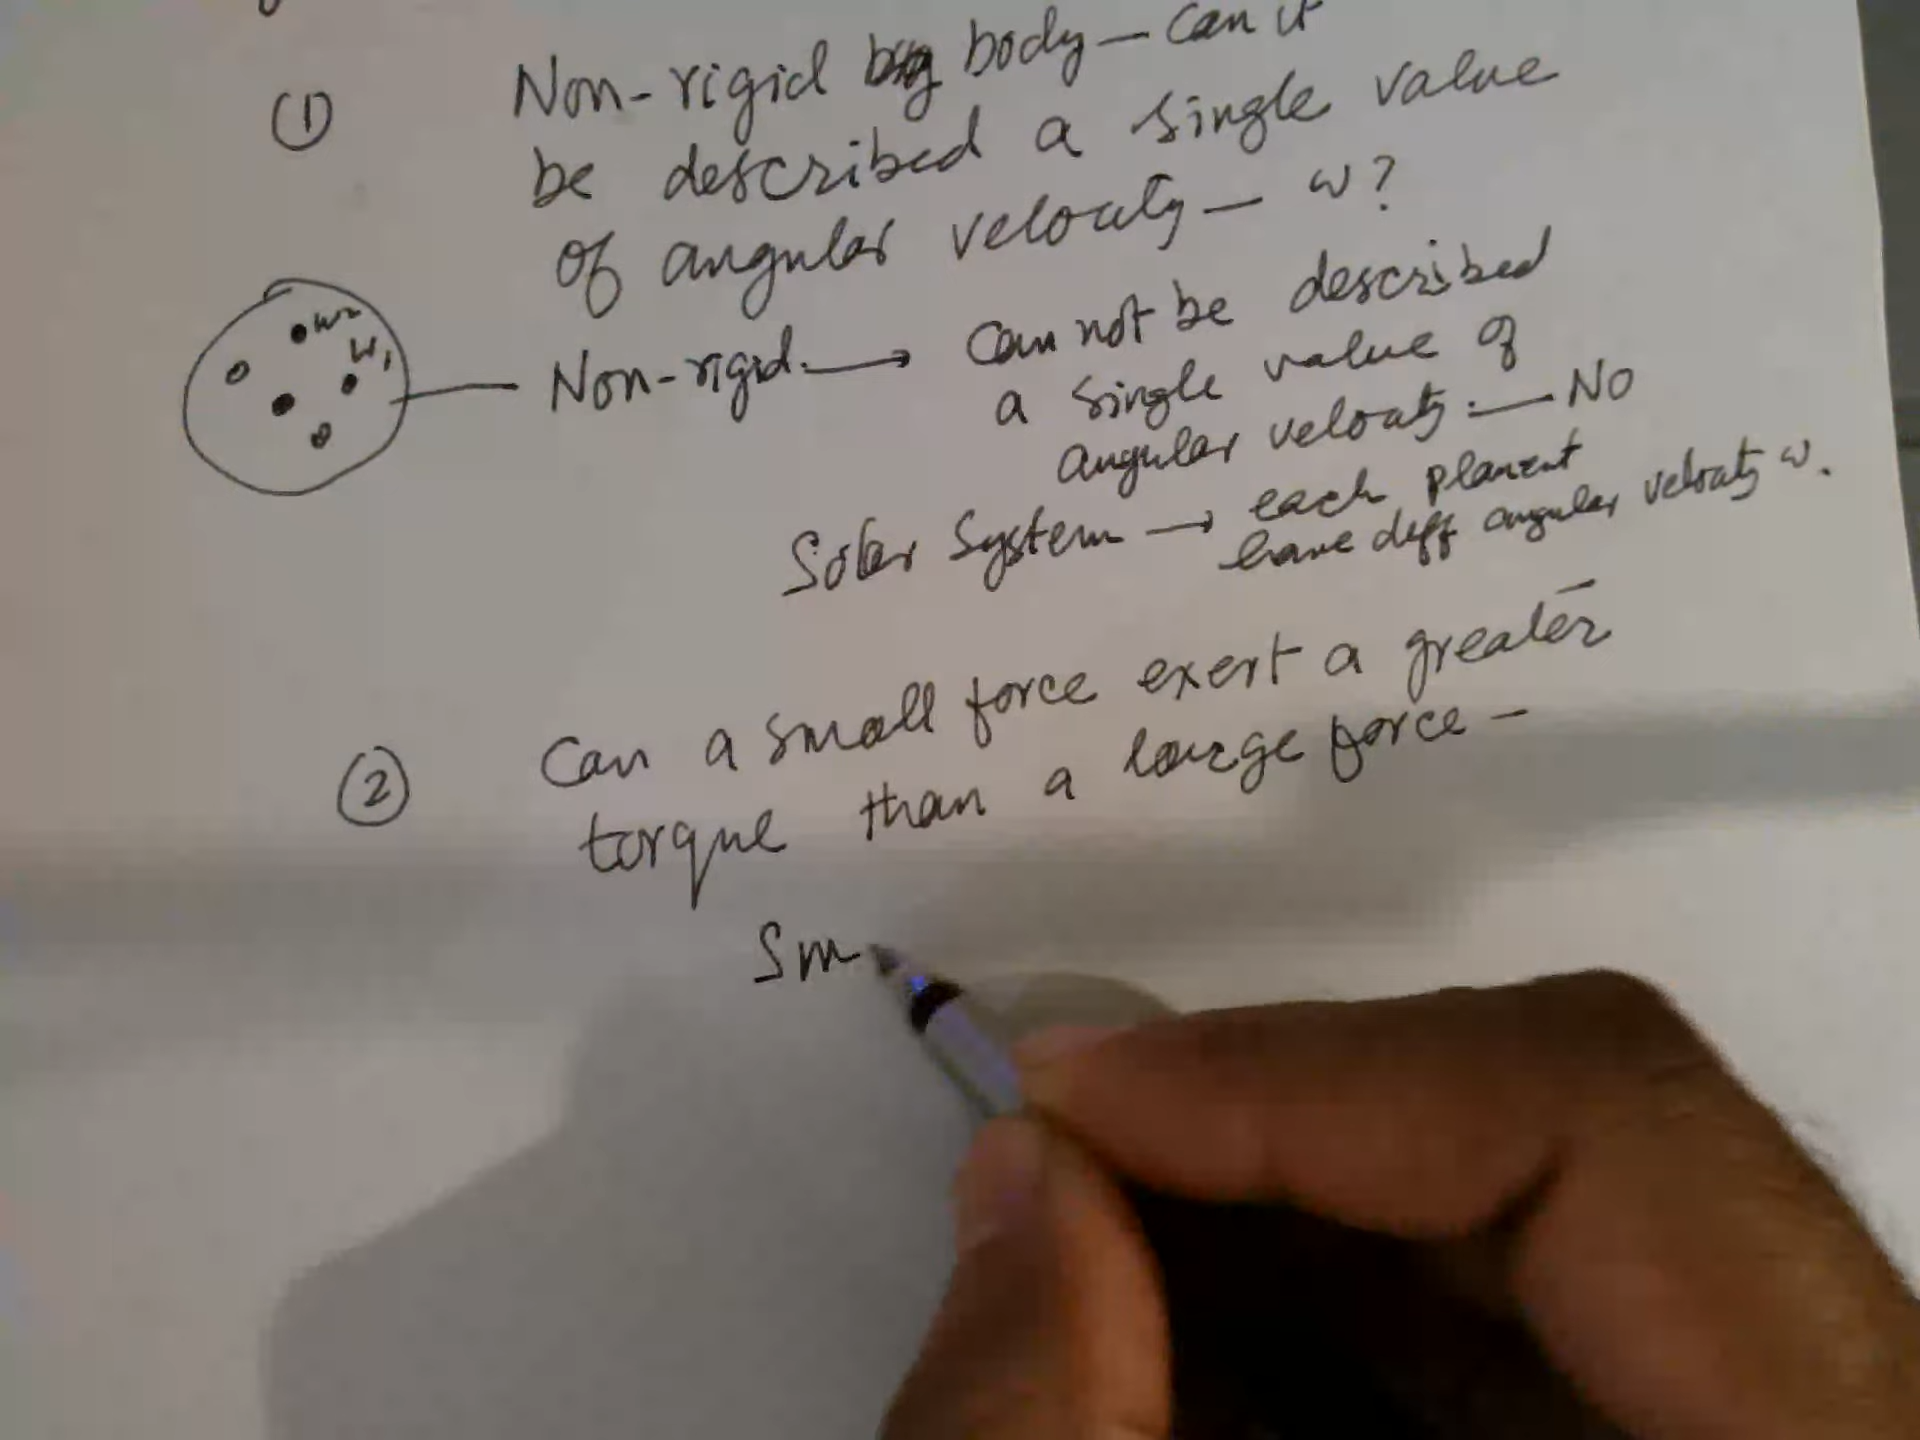 ① Non-rigid body — Can it
be described a single value
of angular velocity — ω?
ω2
ω1
Non-rigid. → Can not be described
a single value of
angular velocity. — No
Solar System → each planent
have diff angular velocity ω.
② Can a small force exert a greater
torque than a large force —
Sm